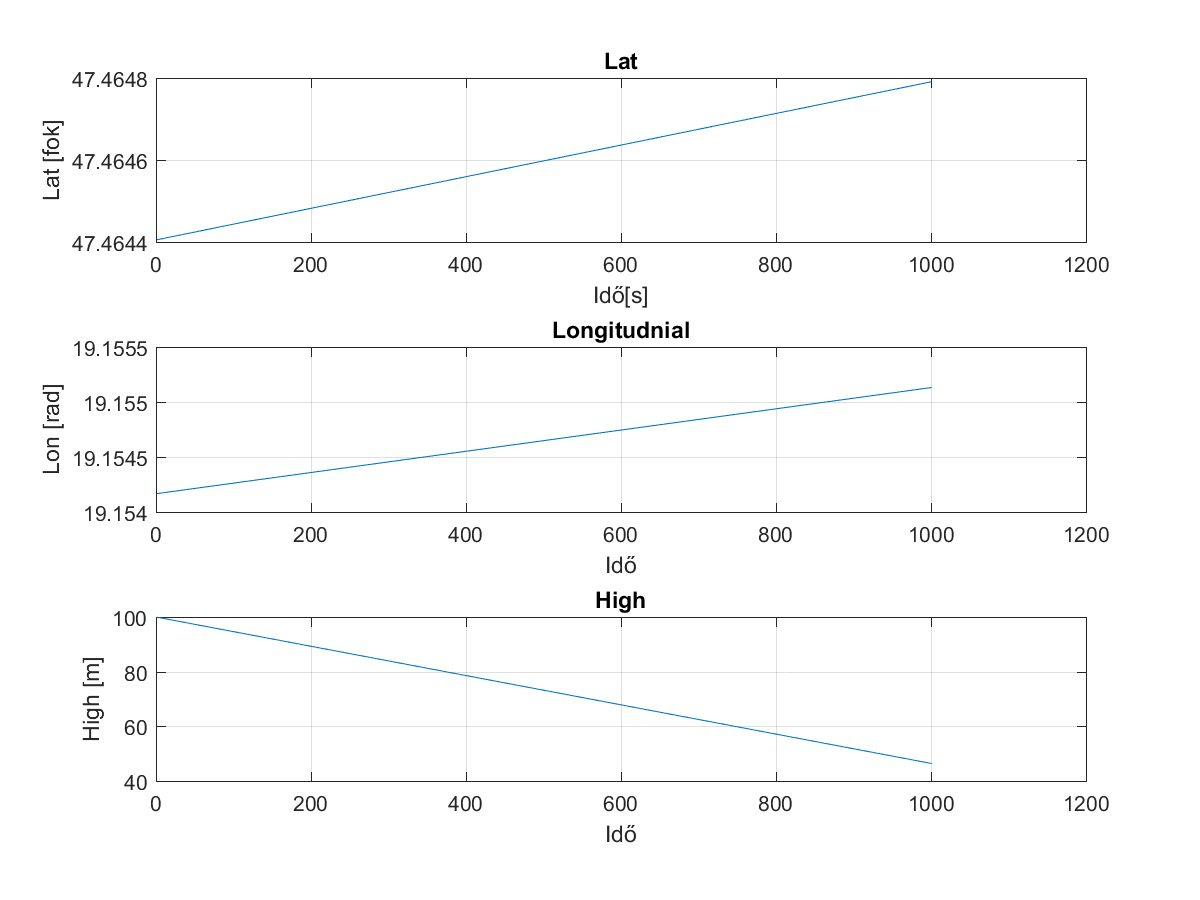 Lat
47.4648
47.4646
47.4644
Lat [fok]
0 200 400 600 800 1000 1200
Idő[s]
Longitudnial
19.1555
19.155
19.1545
19.154
Lon [rad]
0 200 400 600 800 1000 1200
Idő
High
100
80
60
40
High [m]
0 200 400 600 800 1000 1200
Idő